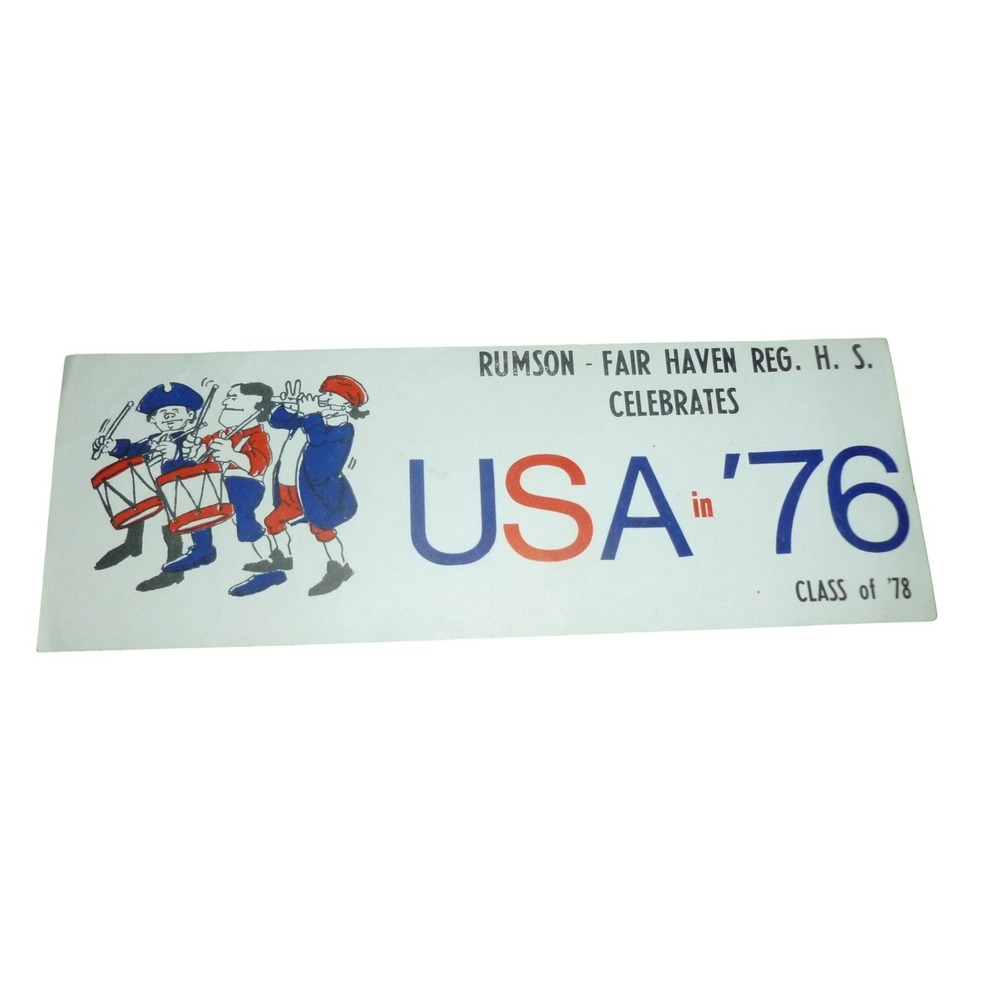 RUMSON - FAIR HAVEN REG. H. S.
CELEBRATES
USA in '76
CLASS of '78